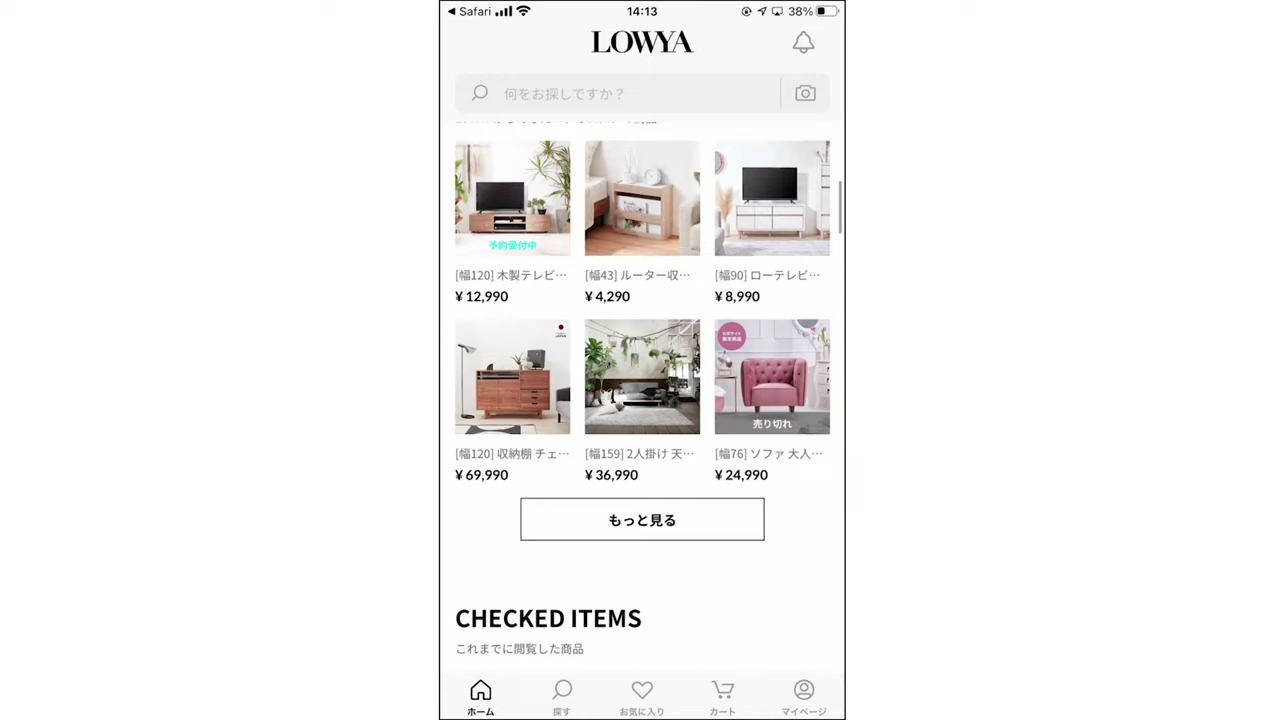 ◀ Safari
14:13
38%
LOWYA
何をお探しですか？
予約受付中
[幅120] 木製テレビ…
[幅43] ルーター収…
[幅90] ローテレビ…
¥ 12,990
¥ 4,290
¥ 8,990
売り切れ
[幅120] 収納棚 チェ…
[幅159] 2人掛け 天…
[幅76] ソファ 大人…
¥ 69,990
¥ 36,990
¥ 24,990
もっと見る
CHECKED ITEMS
これまでに閲覧した商品
ホーム
探す
お気に入り
カート
マイページ